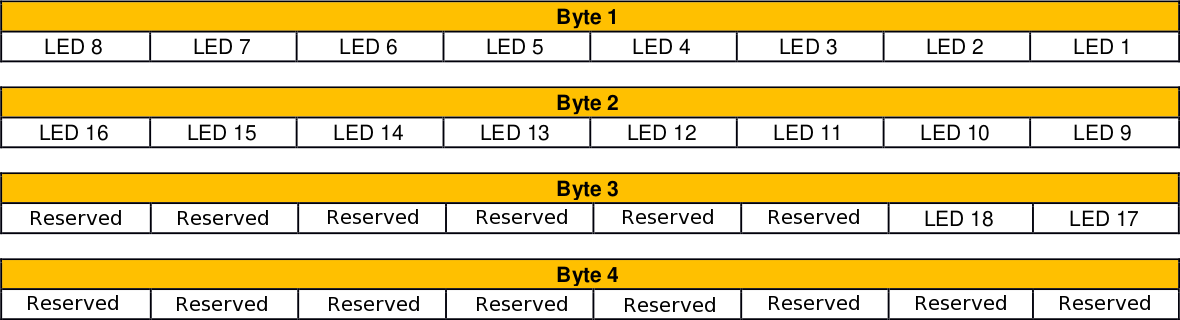 Byte 1
LED 8 LED 7 LED 6 LED 5 LED 4 LED 3 LED 2 LED 1
Byte 2
LED 16 LED 15 LED 14 LED 13 LED 12 LED 11 LED 10 LED 9
Byte 3
Reserved Reserved Reserved Reserved Reserved Reserved LED 18 LED 17
Byte 4
Reserved Reserved Reserved Reserved Reserved Reserved Reserved Reserved